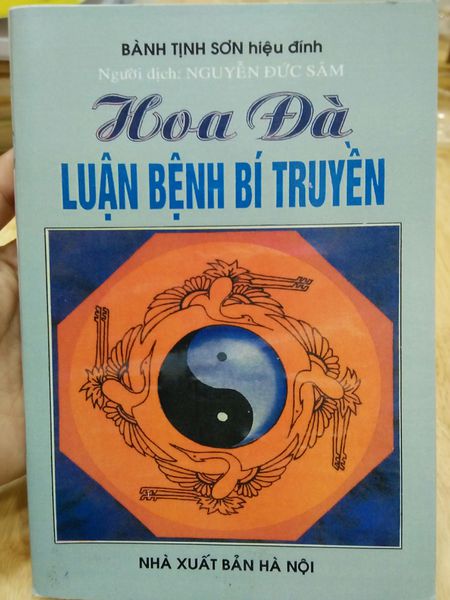 BÀNH TỊNH SƠN hiệu đính
Người dịch: NGUYỄN ĐỨC SÂM
Hoa Đà
LUẬN BỆNH BÍ TRUYỀN
NHÀ XUẤT BẢN HÀ NỘI